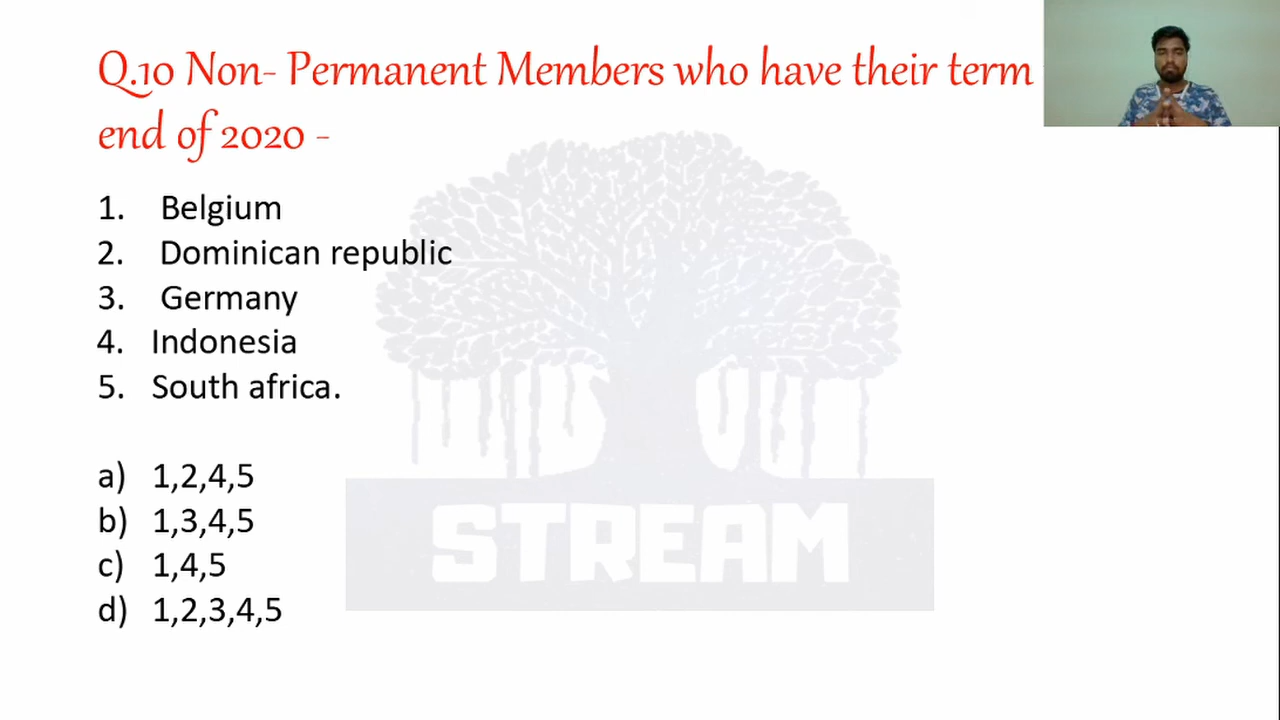 Q.10 Non- Permanent Members who have their term
end of 2020 -
1. Belgium
2. Dominican republic
3. Germany
4. Indonesia
5. South africa.
a) 1,2,4,5
b) 1,3,4,5
c) 1,4,5
d) 1,2,3,4,5
STREAM